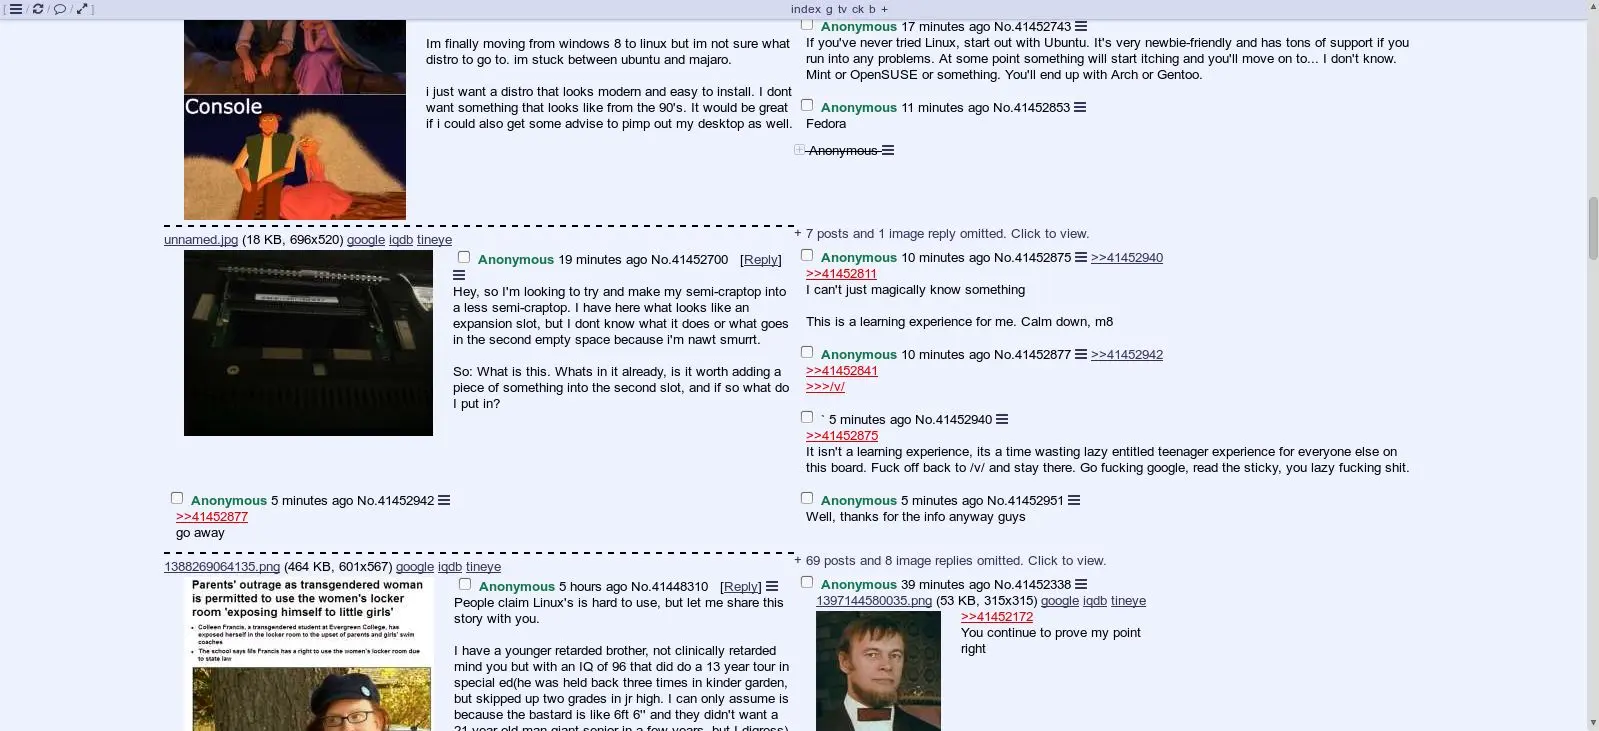 [ / / / ]
index g tv ck b +
Console
Im finally moving from windows 8 to linux but im not sure what
distro to go to. im stuck between ubuntu and majaro.
i just want a distro that looks modern and easy to install. I dont
want something that looks like from the 90's. It would be great
if i could also get some advise to pimp out my desktop as well.
Anonymous 17 minutes ago No.41452743
If you've never tried Linux, start out with Ubuntu. It's very newbie-friendly and has tons of support if you
run into any problems. At some point something will start itching and you'll move on to... I don't know.
Mint or OpenSUSE or something. You'll end up with Arch or Gentoo.
Anonymous 11 minutes ago No.41452853
Fedora
Anonymous
unnamed.jpg (18 KB, 696x520) google iqdb tineye
Anonymous 19 minutes ago No.41452700 [Reply]
Hey, so I'm looking to try and make my semi-craptop into
a less semi-craptop. I have here what looks like an
expansion slot, but I dont know what it does or what goes
in the second empty space because i'm nawt smurrt.
So: What is this. Whats in it already, is it worth adding a
piece of something into the second slot, and if so what do
I put in?
+ 7 posts and 1 image reply omitted. Click to view.
Anonymous 10 minutes ago No.41452875 >>41452940
>>41452811
I can't just magically know something
This is a learning experience for me. Calm down, m8
Anonymous 10 minutes ago No.41452877 >>41452942
>>41452841
>>>/v/
` 5 minutes ago No.41452940
>>41452875
It isn't a learning experience, its a time wasting lazy entitled teenager experience for everyone else on
this board. Fuck off back to /v/ and stay there. Go fucking google, read the sticky, you lazy fucking shit.
Anonymous 5 minutes ago No.41452942
>>41452877
go away
Anonymous 5 minutes ago No.41452951
Well, thanks for the info anyway guys
1388269064135.png (464 KB, 601x567) google iqdb tineye
Parents' outrage as transgendered woman
is permitted to use the women's locker
room 'exposing himself to little girls'
• Colleen Francis, a transgendered student at Evergreen College, has
exposed herself in the locker room to the upset of parents and girls' swim
coaches
• The school says Ms Francis has a right to use the women's locker room due
to state law
Anonymous 5 hours ago No.41448310 [Reply]
People claim Linux's is hard to use, but let me share this
story with you.
I have a younger retarded brother, not clinically retarded
mind you but with an IQ of 96 that did do a 13 year tour in
special ed(he was held back three times in kinder garden,
but skipped up two grades in jr high. I can only assume is
because the bastard is like 6ft 6" and they didn't want a
21 year old man giant senior in a few years, but I digress)
+ 69 posts and 8 image replies omitted. Click to view.
Anonymous 39 minutes ago No.41452338
1397144580035.png (53 KB, 315x315) google iqdb tineye
>>41452172
You continue to prove my point
right